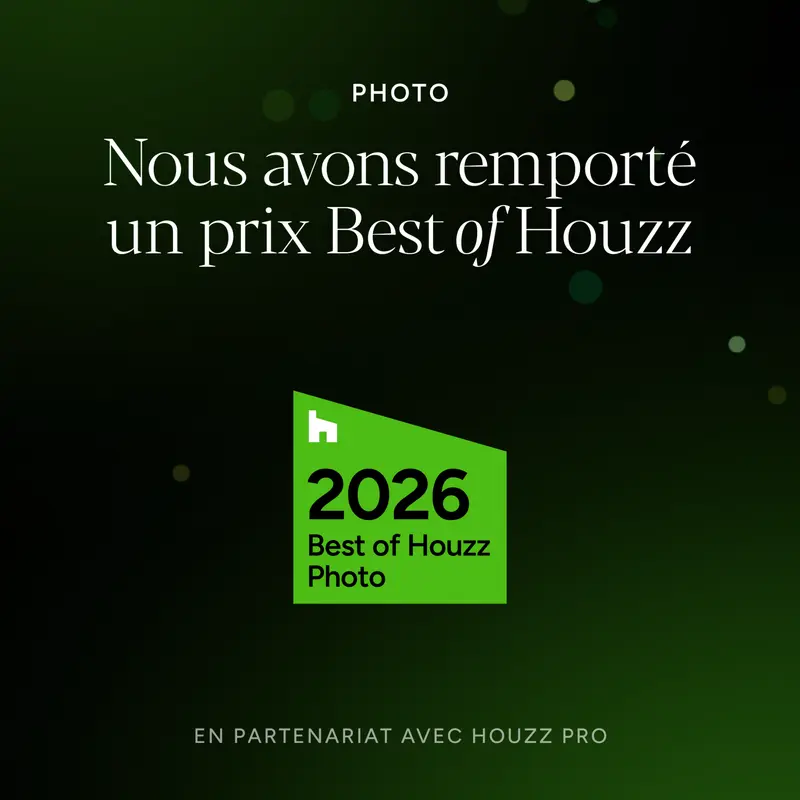 PHOTO
Nous avons remporté
un prix Best of Houzz
2026
Best of Houzz
Photo
EN PARTENARIAT AVEC HOUZZ PRO